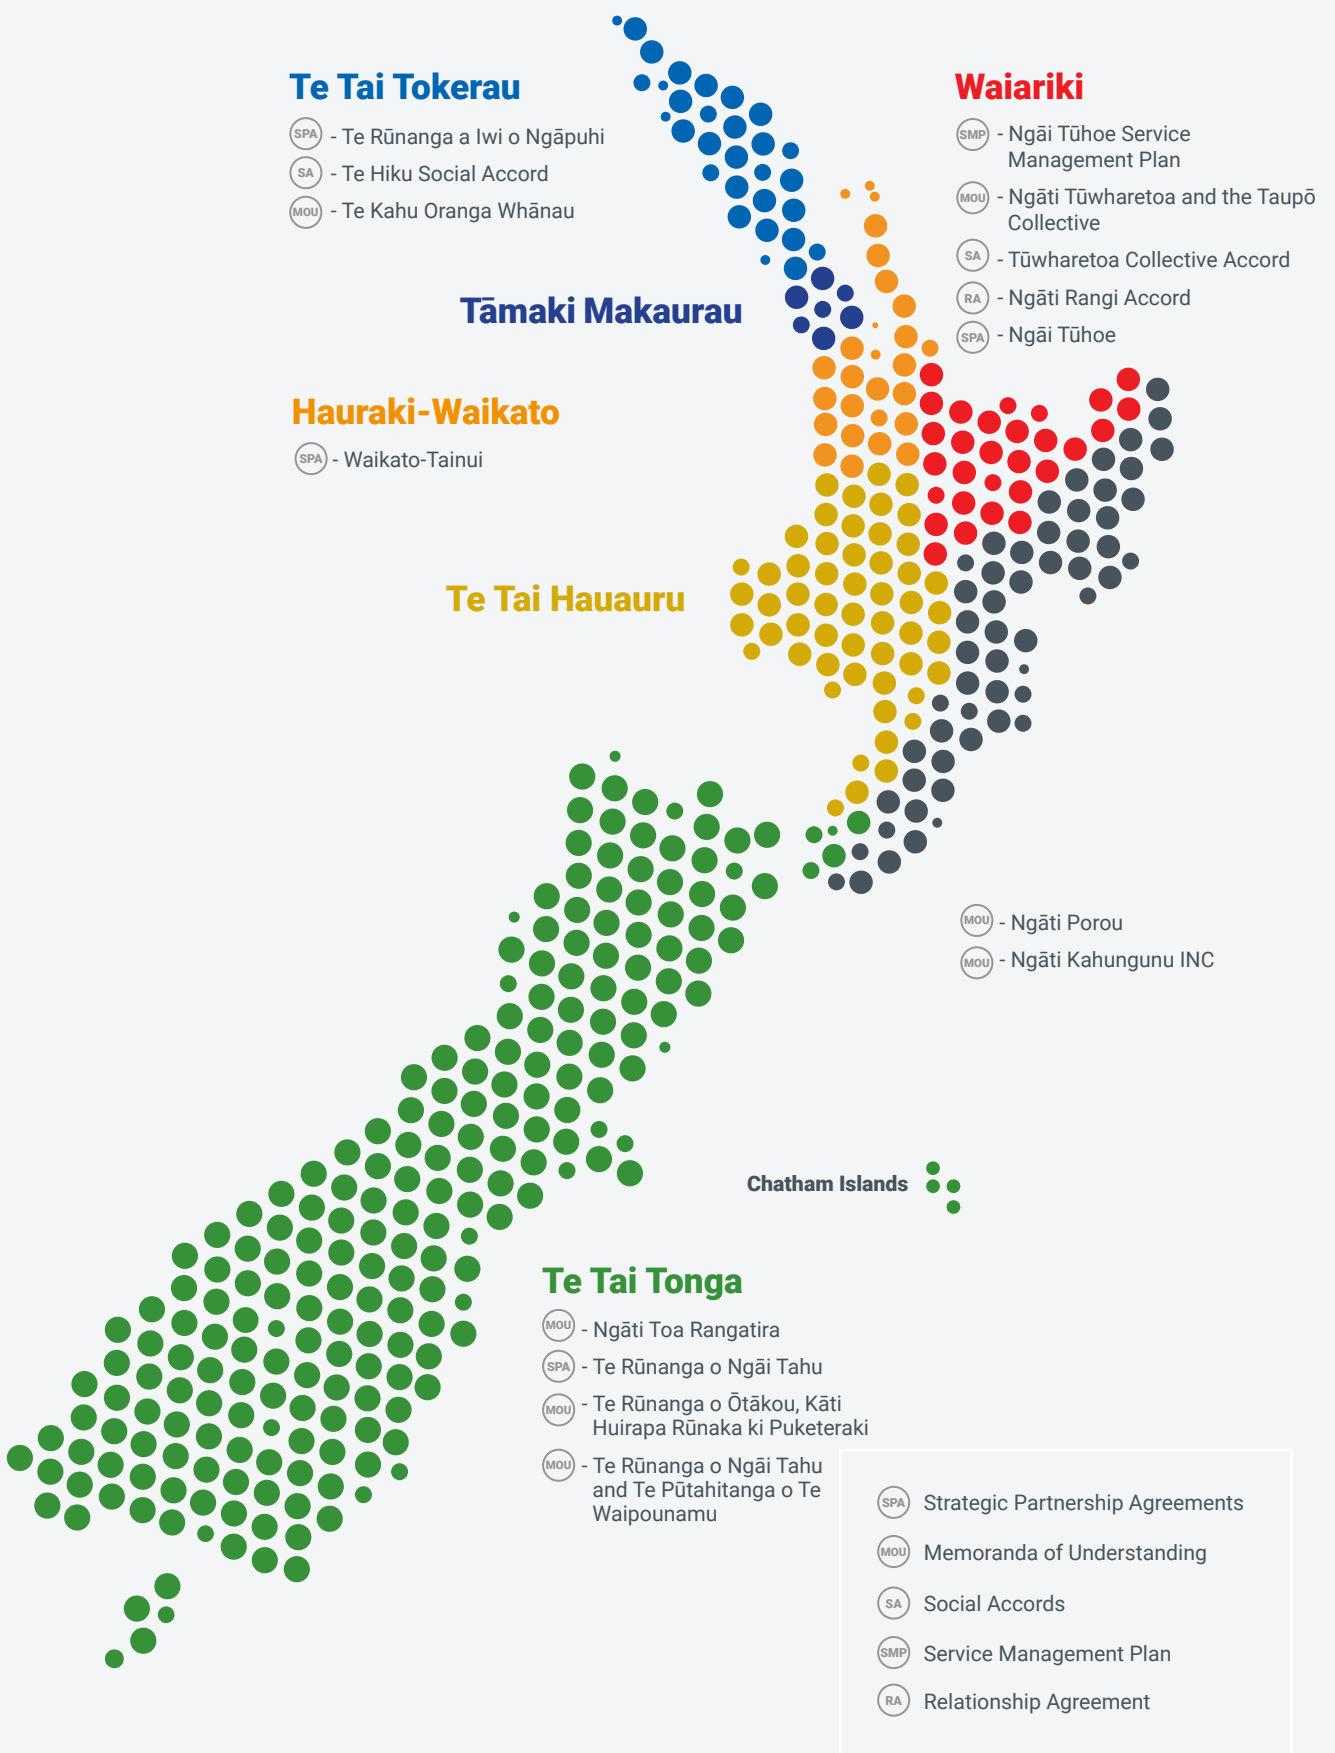 Te Tai Tokerau
SPA - Te Rūnanga a Iwi o Ngāpuhi
SA - Te Hiku Social Accord
MOU - Te Kahu Oranga Whānau
Waiariki
SMP - Ngāi Tūhoe Service
Management Plan
MOU - Ngāti Tūwharetoa and the Taupō
Collective
SA - Tūwharetoa Collective Accord
RA - Ngāti Rangi Accord
SPA - Ngāi Tūhoe
Tāmaki Makaurau
Hauraki-Waikato
SPA - Waikato-Tainui
Te Tai Hauauru
MOU - Ngāti Porou
MOU - Ngāti Kahungunu INC
Chatham Islands
Te Tai Tonga
MOU - Ngāti Toa Rangatira
SPA - Te Rūnanga o Ngāi Tahu
MOU - Te Rūnanga o Ōtākou, Kāti
Huirapa Rūnaka ki Puketeraki
MOU - Te Rūnanga o Ngāi Tahu
and Te Pūtahitanga o Te
Waipounamu
SPA Strategic Partnership Agreements
MOU Memoranda of Understanding
SA Social Accords
SMP Service Management Plan
RA Relationship Agreement